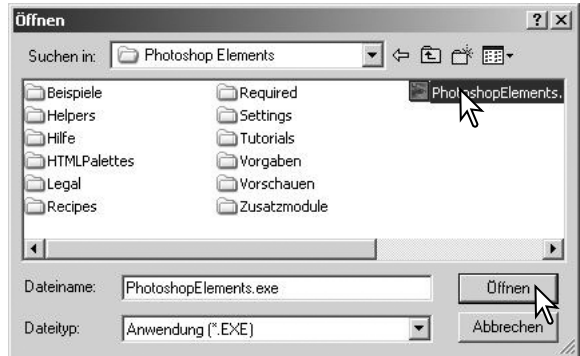 Öffnen
Suchen in: Photoshop Elements
Beispiele Required PhotoshopElements.
Helpers Settings
Hilfe Tutorials
HTMLPalettes Vorgaben
Legal Vorschauen
Recipes Zusatzmodule
Dateiname: PhotoshopElements.exe Öffnen
Dateityp: Anwendung (*.EXE) Abbrechen